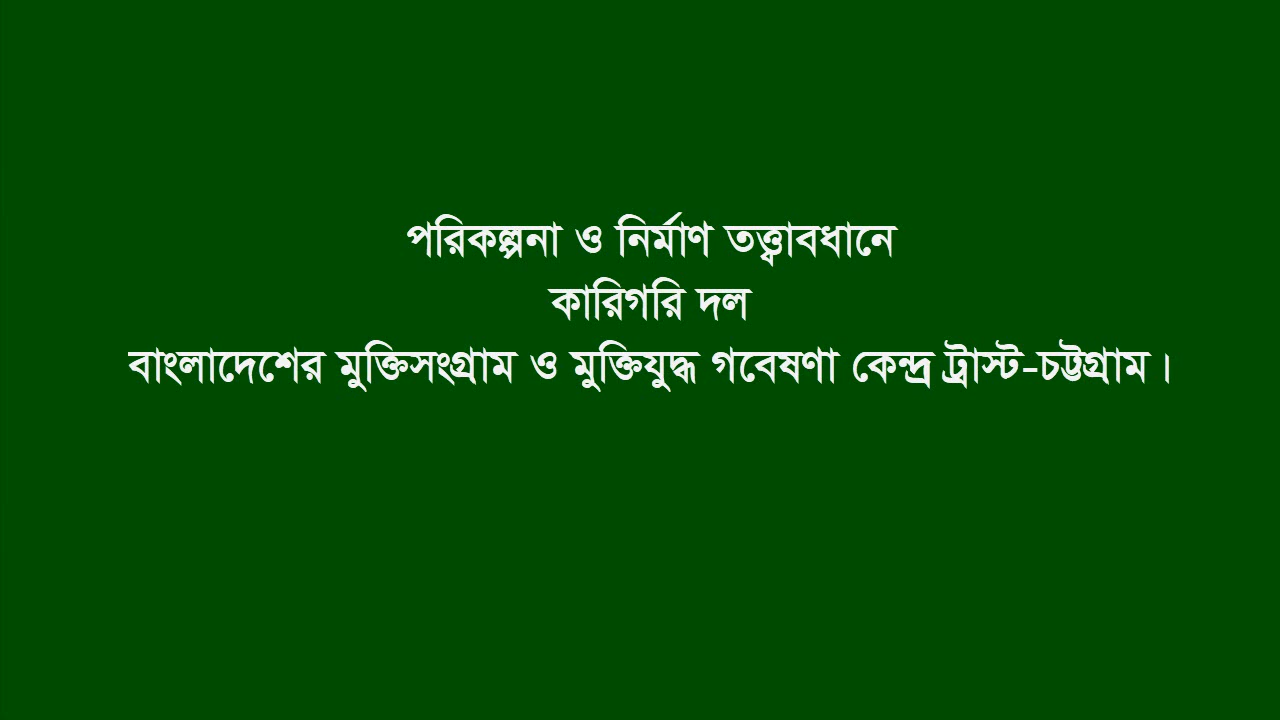 পরিকল্পনা ও নির্মাণ তত্ত্বাবধানে
কারিগরি দল
বাংলাদেশের মুক্তিসংগ্রাম ও মুক্তিযুদ্ধ গবেষণা কেন্দ্র ট্রাস্ট-চট্টগ্রাম।